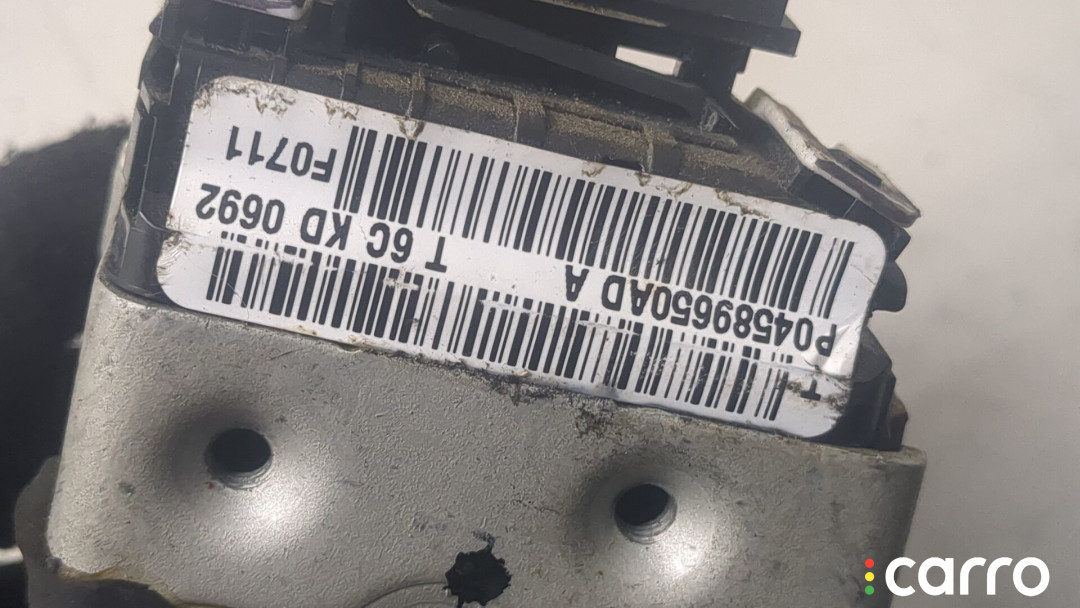 T
P04589650AD A
T 6C KD 0692
F0711
carro